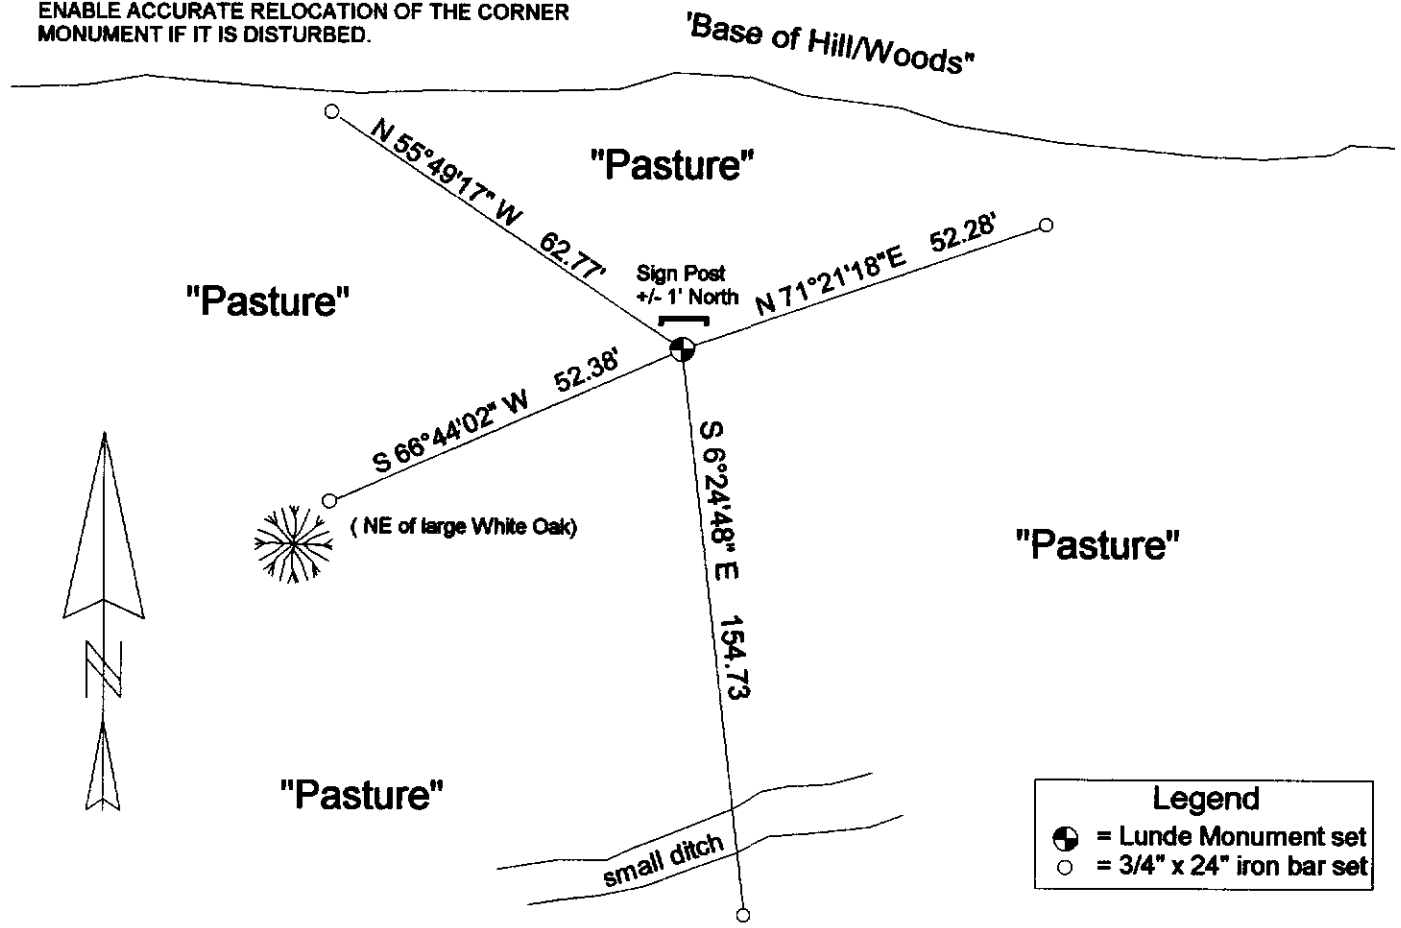 ENABLE ACCURATE RELOCATION OF THE CORNER
MONUMENT IF IT IS DISTURBED.
'Base of Hill/Woods"
N 55°49'17" W 62.77'
"Pasture"
"Pasture"
Sign Post
+/- 1' North
N 71°21'18"E 52.28'
S 66°44'02" W 52.38'
S 6°24'48" E 154.73
( NE of large White Oak)
"Pasture"
N
"Pasture"
small ditch
Legend
= Lunde Monument set
= 3/4" x 24" iron bar set